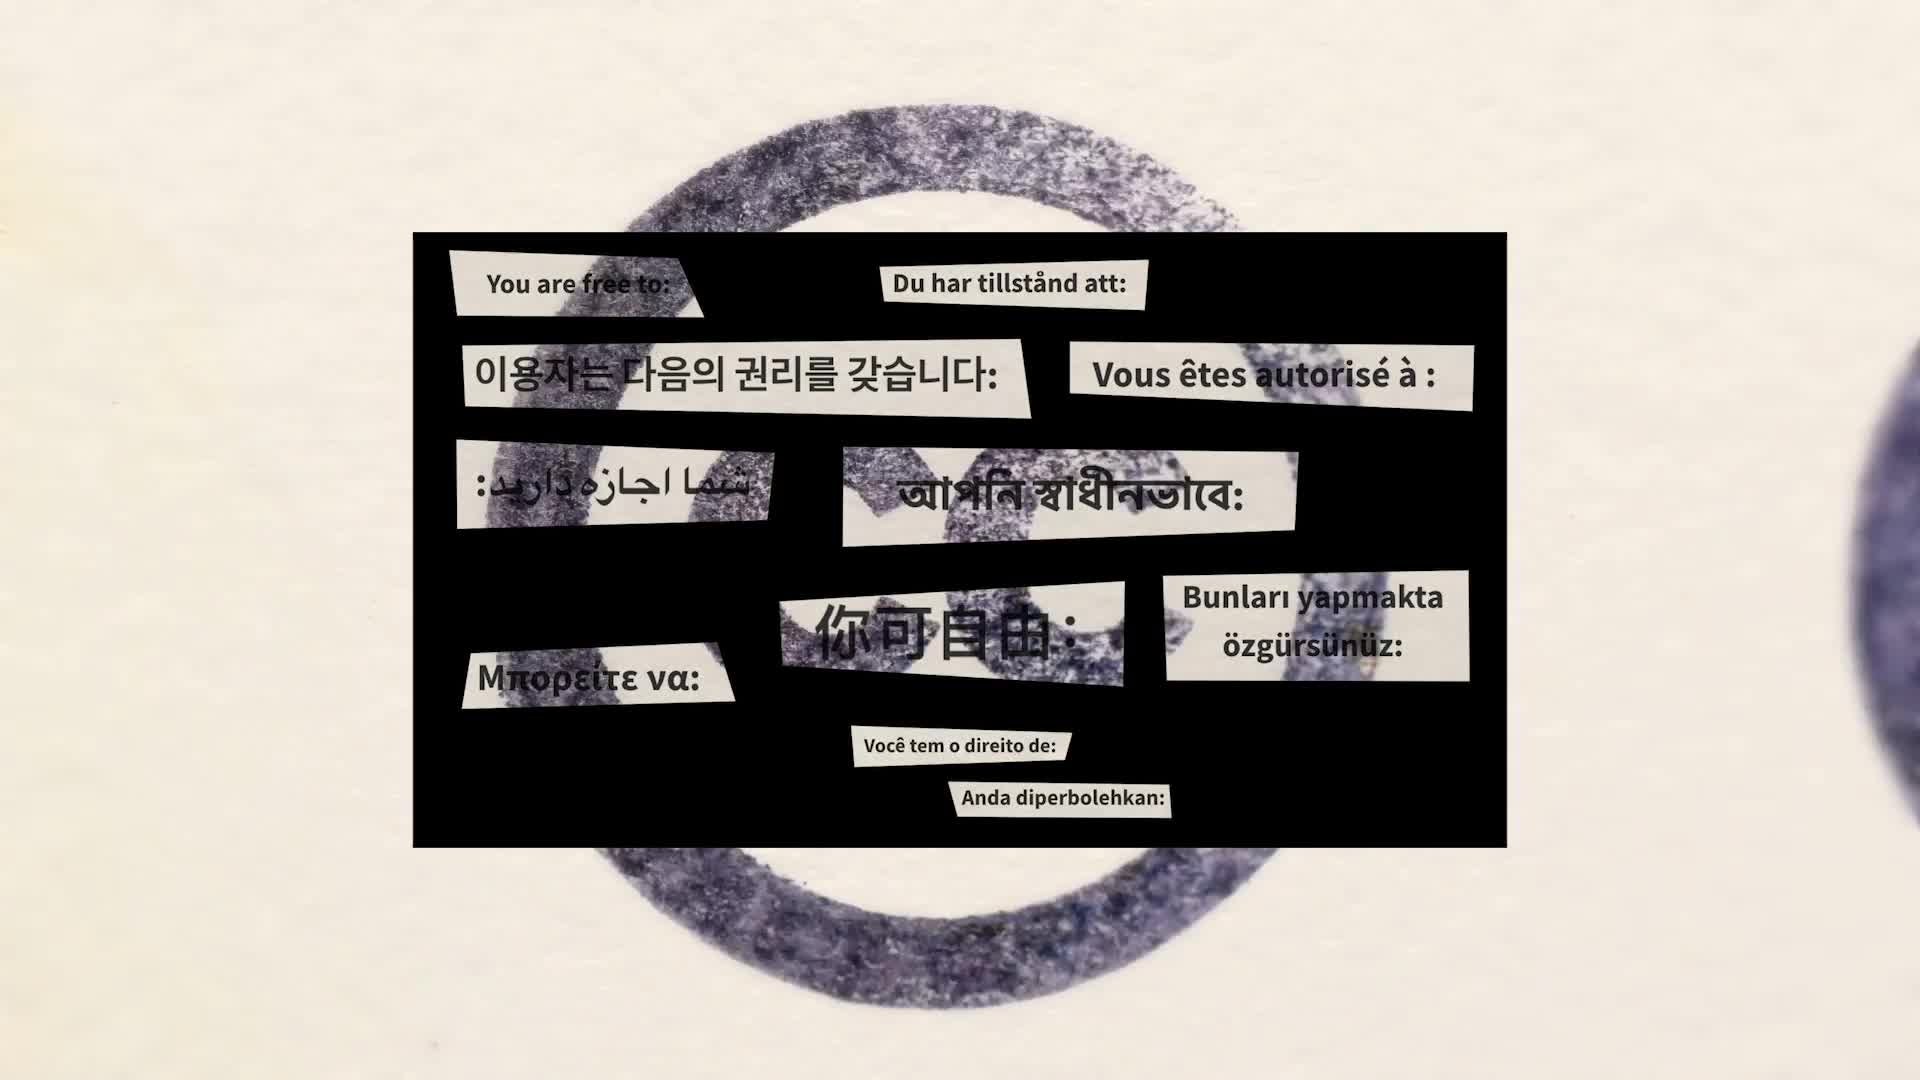 You are free to:
Du har tillstånd att:
이용자는 다음의 권리를 갖습니다:
Vous êtes autorisé à :
شما اجازه دارید:
আপনি স্বাধীনভাবে:
你可自由：
Bunları yapmakta
özgürsünüz:
Μπορείτε να:
Você tem o direito de:
Anda diperbolehkan: